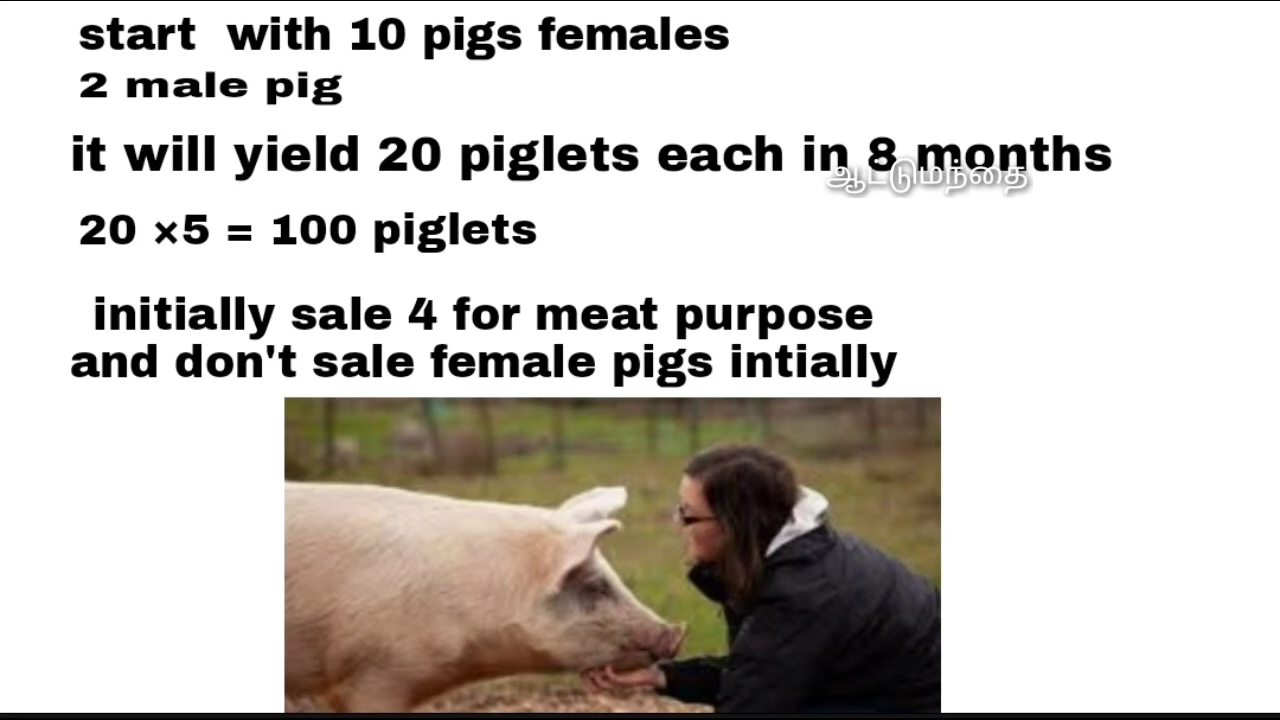 start with 10 pigs females
2 male pig
it will yield 20 piglets each in 8 months
ஆட்டுமந்தை
20 ×5 = 100 piglets
initially sale 4 for meat purpose
and don't sale female pigs intially